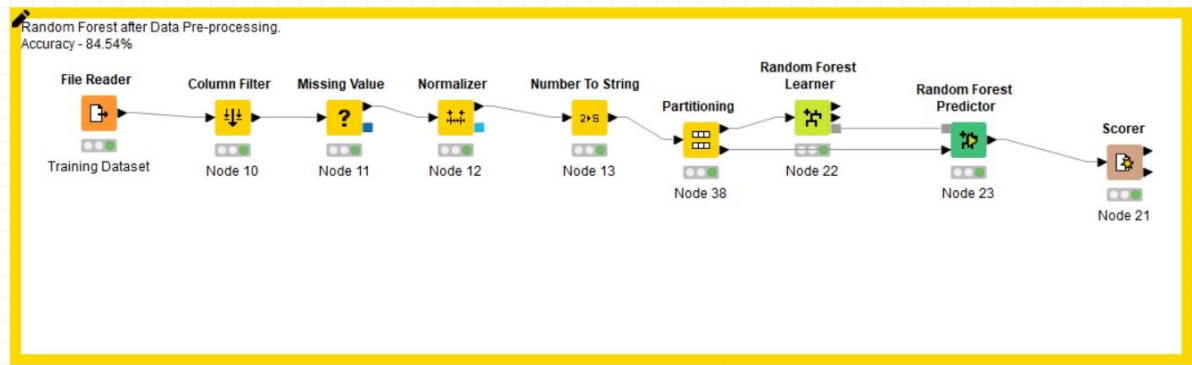 Random Forest after Data Pre-processing.
Accuracy - 84.54%
File Reader
Training Dataset
Column Filter
Node 10
Missing Value
?
Node 11
Normalizer
Node 12
Number To String
2▸S
Node 13
Partitioning
Node 38
Random Forest
Learner
Node 22
Random Forest
Predictor
Node 23
Scorer
Node 21